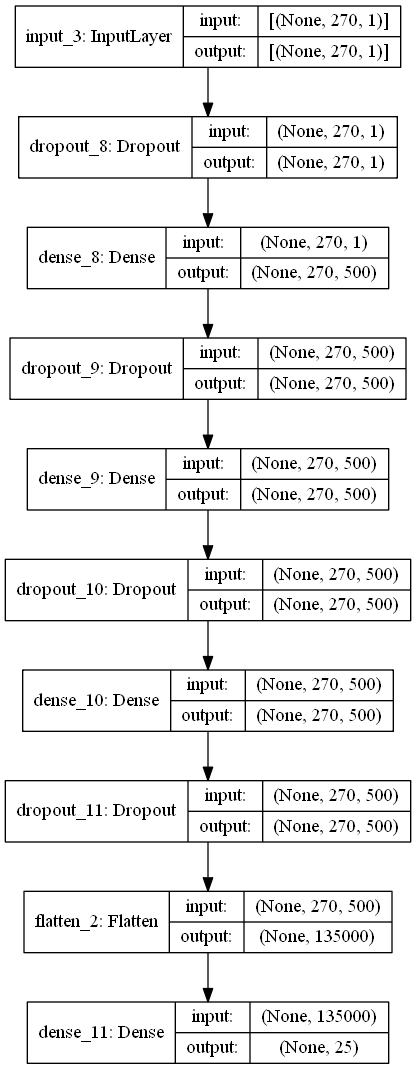 input_3: InputLayer
input: [(None, 270, 1)]
output: [(None, 270, 1)]
dropout_8: Dropout
input: (None, 270, 1)
output: (None, 270, 1)
dense_8: Dense
input: (None, 270, 1)
output: (None, 270, 500)
dropout_9: Dropout
input: (None, 270, 500)
output: (None, 270, 500)
dense_9: Dense
input: (None, 270, 500)
output: (None, 270, 500)
dropout_10: Dropout
input: (None, 270, 500)
output: (None, 270, 500)
dense_10: Dense
input: (None, 270, 500)
output: (None, 270, 500)
dropout_11: Dropout
input: (None, 270, 500)
output: (None, 270, 500)
flatten_2: Flatten
input: (None, 270, 500)
output: (None, 135000)
dense_11: Dense
input: (None, 135000)
output: (None, 25)